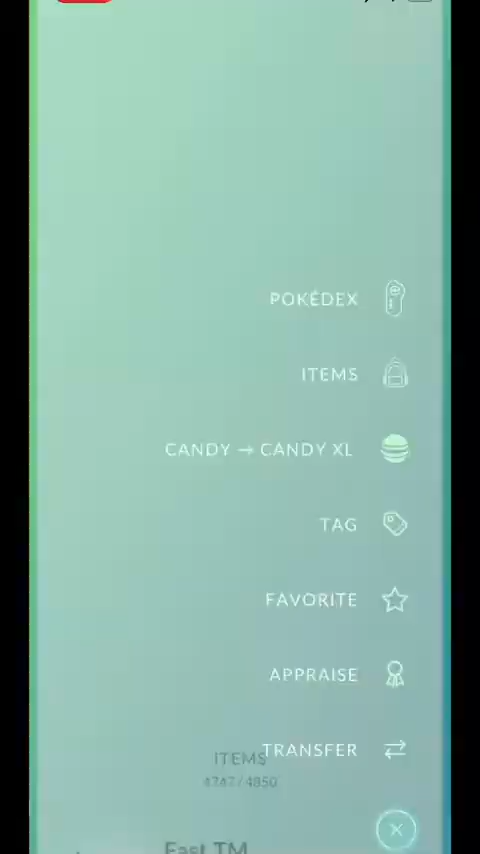 POKÉDEX
ITEMS
CANDY → CANDY XL
TAG
FAVORITE
APPRAISE
TRANSFER
ITEMS
4747 / 4850
Fast TM